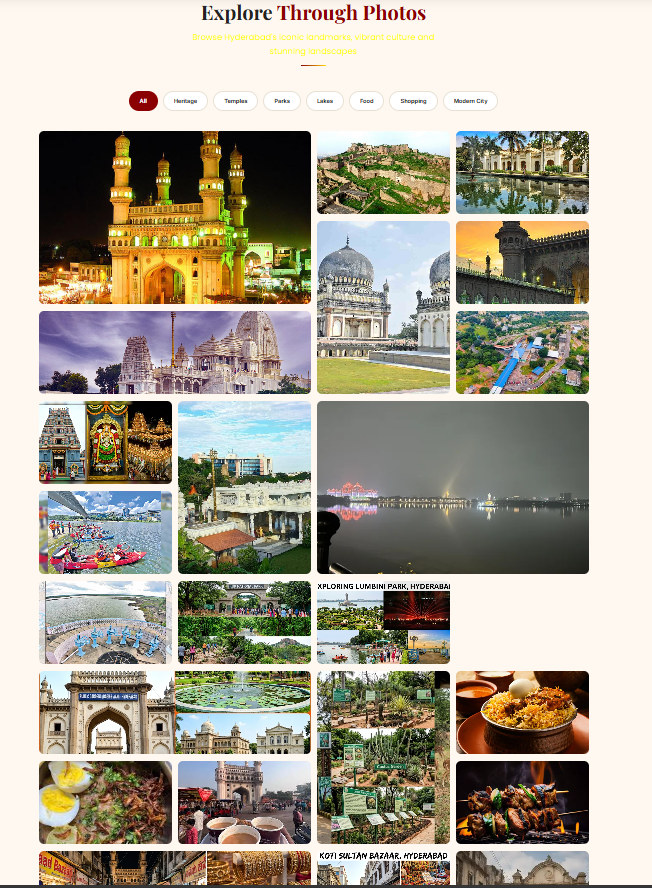 Explore Through Photos
Browse Hyderabad's iconic landmarks, vibrant culture and
stunning landscapes
All
Heritage
Temples
Parks
Lakes
Food
Shopping
Modern City
XPLORING LUMBINI PARK, HYDERABA
KOTI SULTAN BAZAAR, HYDERABAD